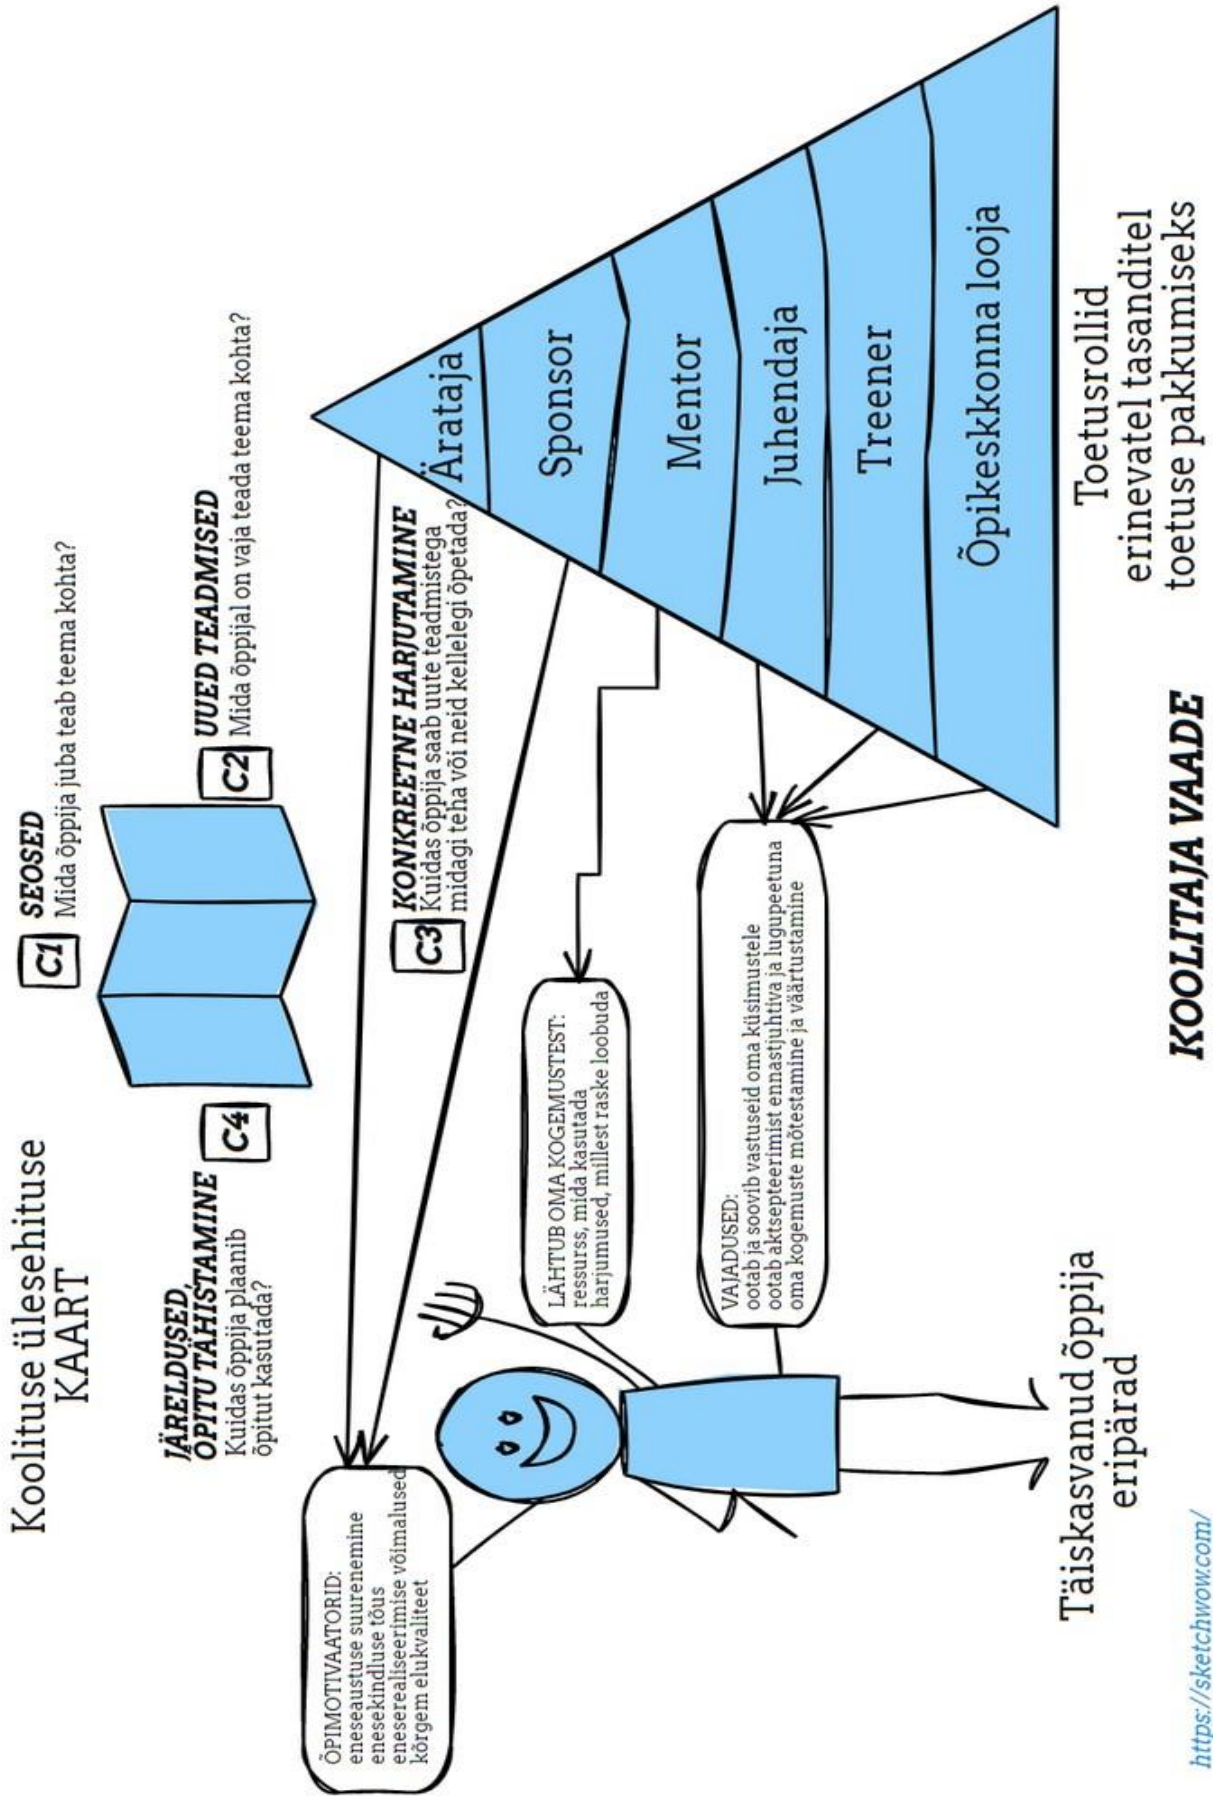 Koolituse ülesehituse
KAART
C1
SEOSED
Mida õppija juba teab teema kohta?
C2
UUED TEADMISED
Mida õppijal on vaja teada teema kohta?
C3
KONKREETNE HARJUTAMINE
Kuidas õppija saab uute teadmistega
midagi teha või neid kellelegi õpetada?
JÄRELDUSED,
OPITU TÄHISTAMINE
C4
Kuidas õppija plaanib
õpitut kasutada?
ÕPIMOTIVAATORID:
eneseaustuse suurenemine
enesekindluse tõus
eneserealiseerimise võimalused
kõrgem elukvaliteet
LÄHTUB OMA KOGEMUSTEST:
ressurss, mida kasutada
harjumused, millest raske loobuda
VAJADUSED:
ootab ja soovib vastuseid oma küsimustele
ootab aktsepteerimist ennastjuhtiva ja lugupeetuna
oma kogemuste mõtestamine ja väärtustamine
Ärataja
Sponsor
Mentor
Juhendaja
Treener
Õpikeskkonna looja
Täiskasvanud õppija
eripärad
Toetusrollid
erinevatel tasanditel
toetuse pakkumiseks
KOOLITAJA VAADE
https://sketchwow.com/